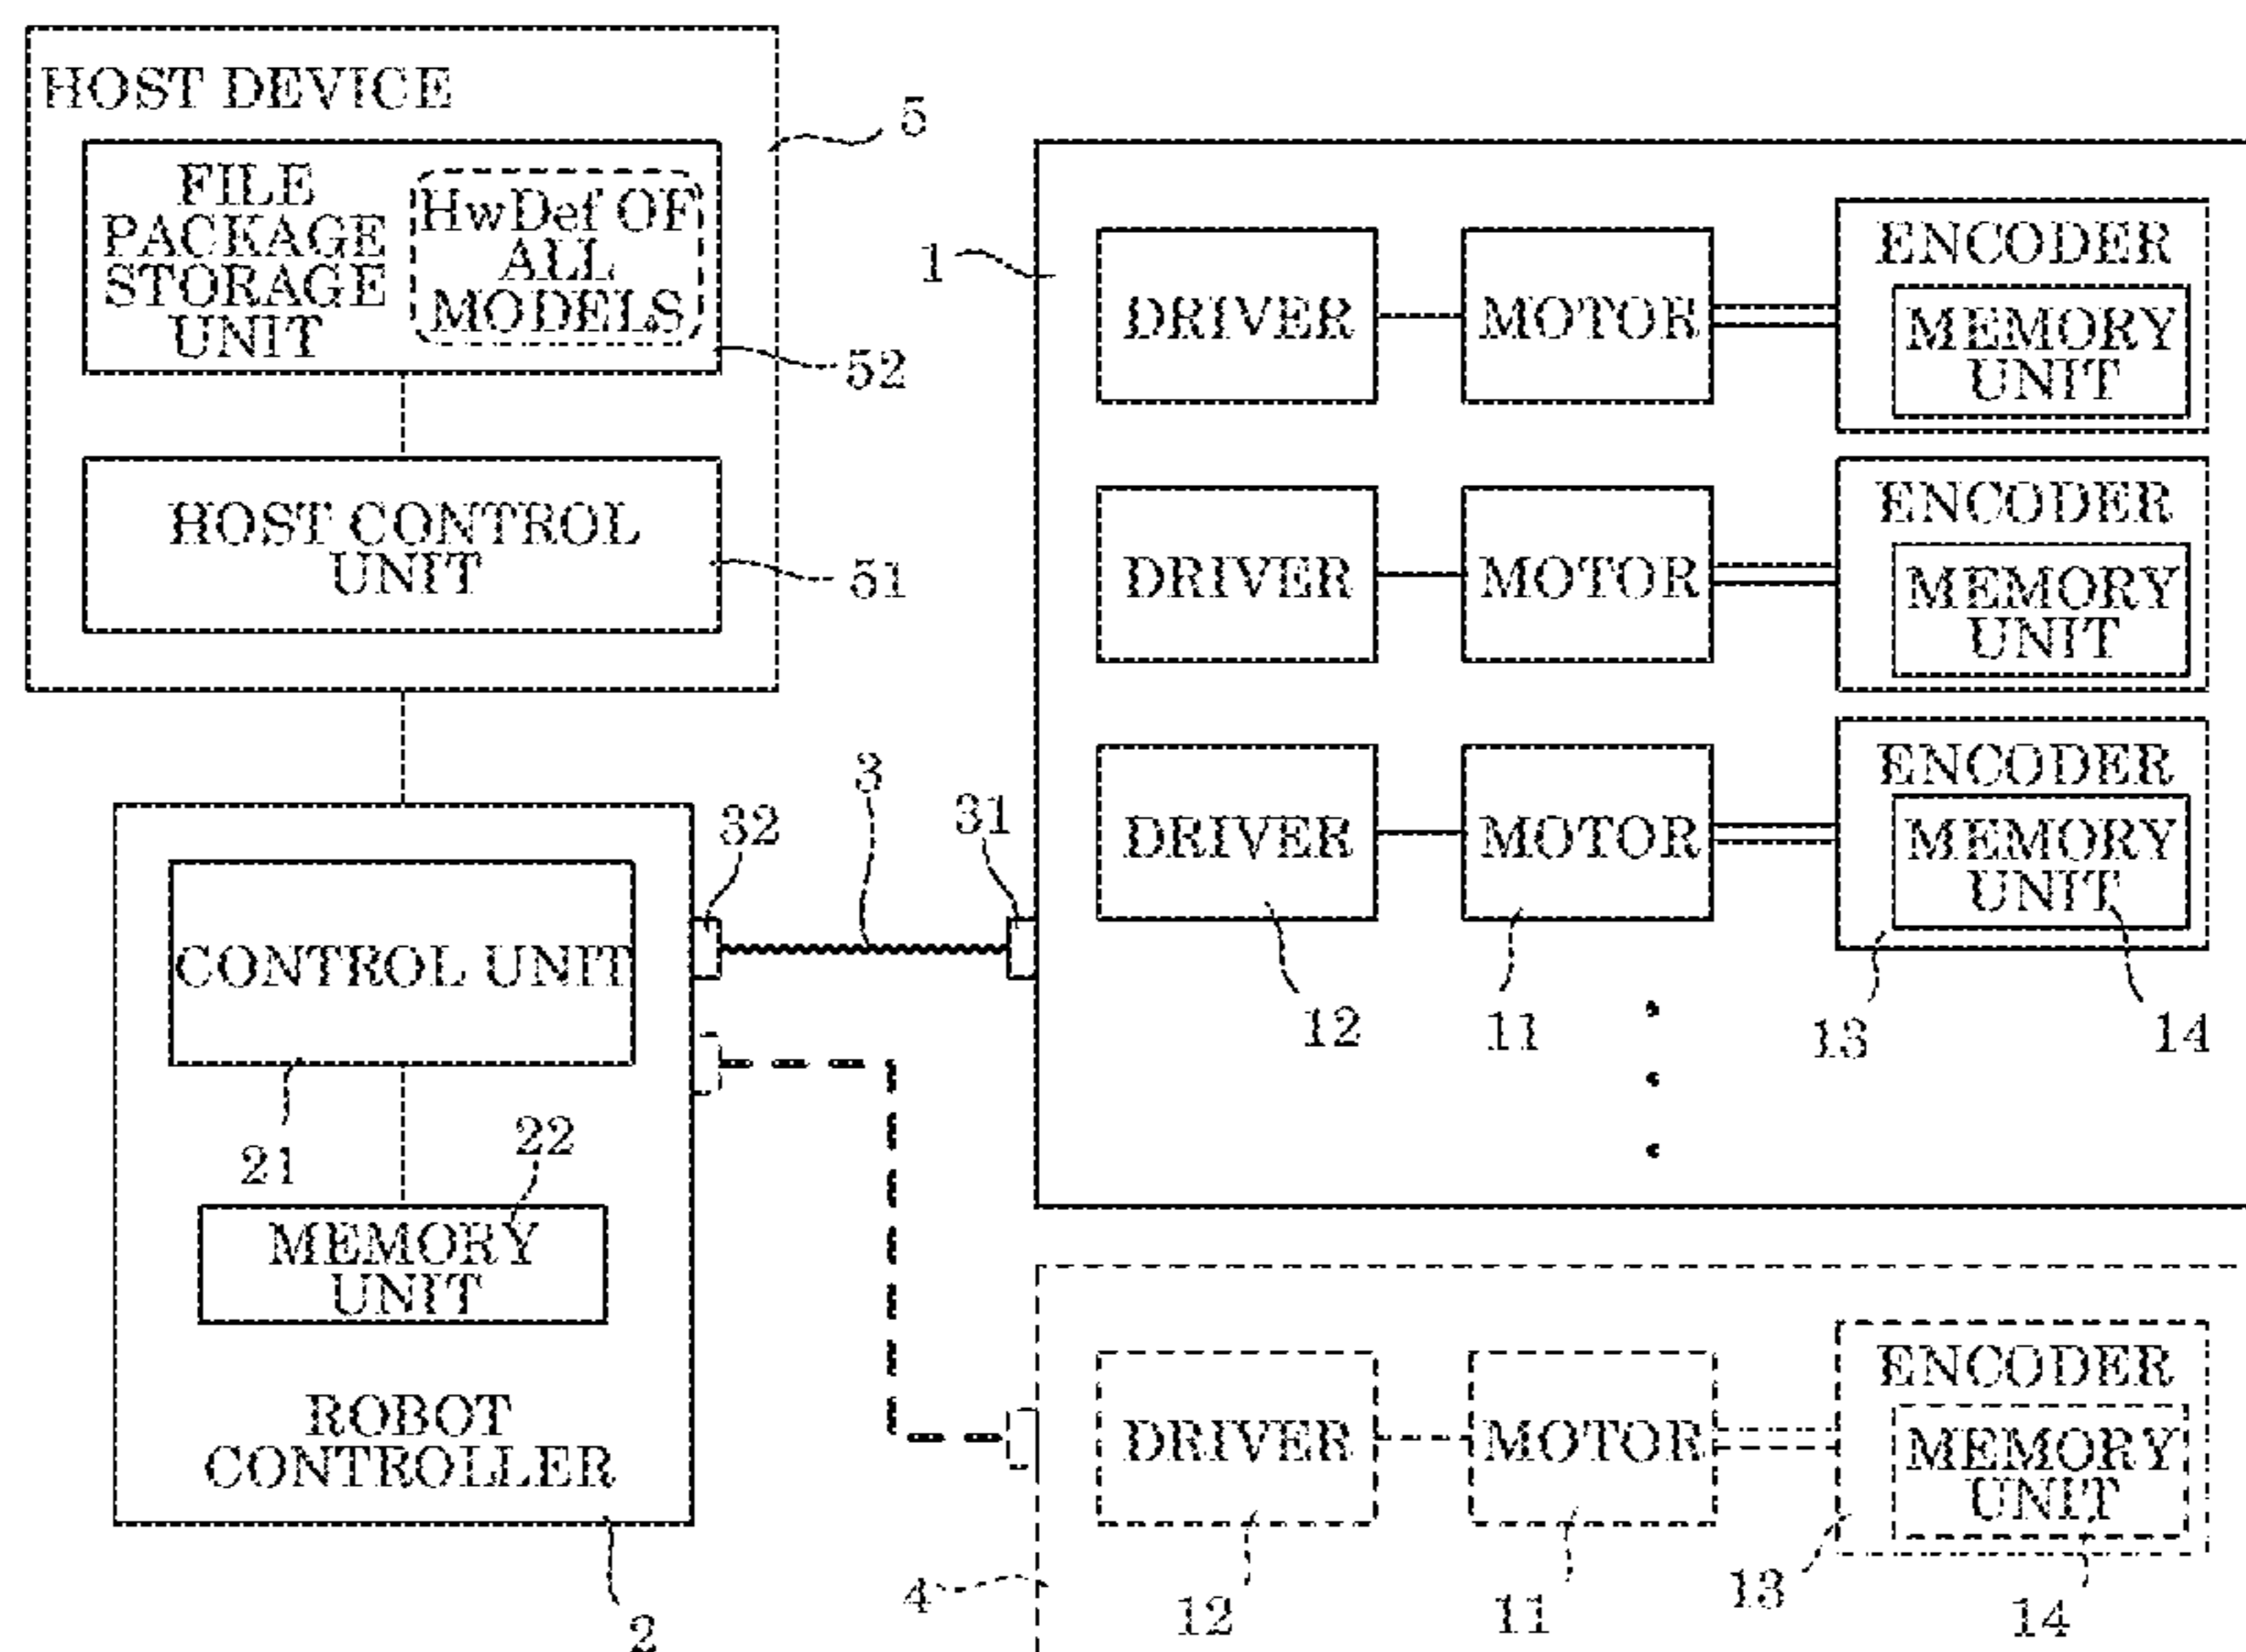 HOST DEVICE
5
FILE
PACKAGE
STORAGE
UNIT
HwDef OF
ALL
MODELS
52
HOST CONTROL
UNIT
51
1
DRIVER
MOTOR
ENCODER
MEMORY
UNIT
DRIVER
MOTOR
ENCODER
MEMORY
UNIT
DRIVER
MOTOR
ENCODER
MEMORY
UNIT
12
11
13
14
3
32
31
CONTROL UNIT
21
22
MEMORY
UNIT
ROBOT
CONTROLLER
2
DRIVER
MOTOR
ENCODER
MEMORY
UNIT
4
12
11
13
14